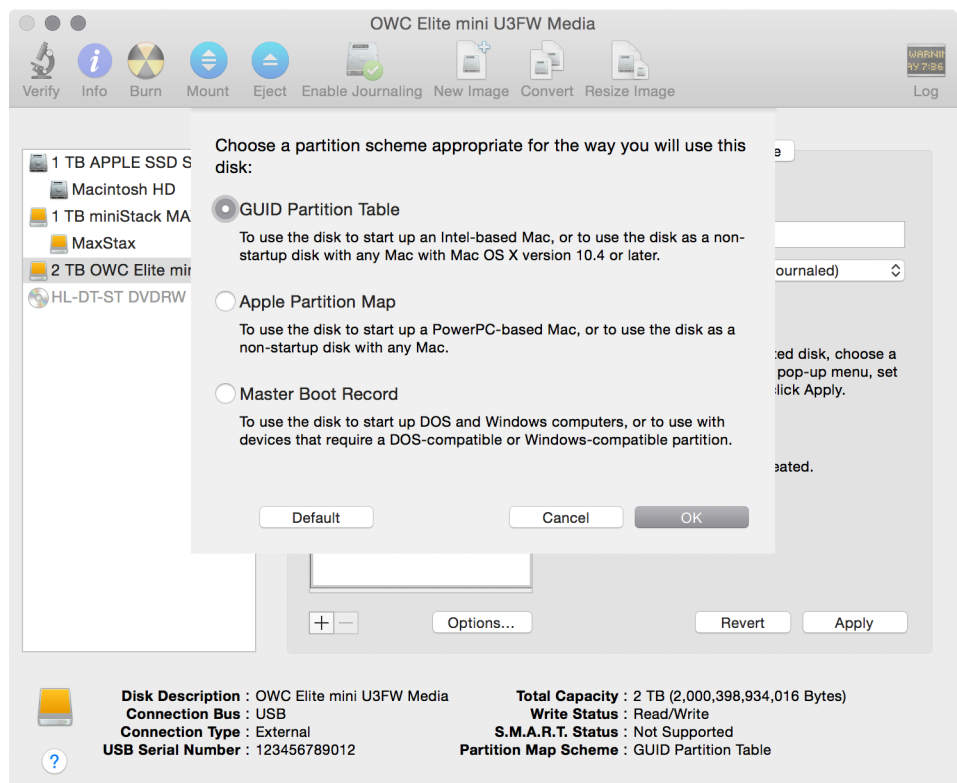 OWC Elite mini U3FW Media
Verify Info Burn Mount Eject Enable Journaling New Image Convert Resize Image Log
WARNIN
AY 7:36
Choose a partition scheme appropriate for the way you will use this
disk:
1 TB APPLE SSD S
Macintosh HD
1 TB miniStack MA
MaxStax
2 TB OWC Elite min
HL-DT-ST DVDRW
GUID Partition Table
To use the disk to start up an Intel-based Mac, or to use the disk as a non-
startup disk with any Mac with Mac OS X version 10.4 or later.
Apple Partition Map
To use the disk to start up a PowerPC-based Mac, or to use the disk as a
non-startup disk with any Mac.
Master Boot Record
To use the disk to start up DOS and Windows computers, or to use with
devices that require a DOS-compatible or Windows-compatible partition.
Default Cancel OK
e
ournaled)
ted disk, choose a
pop-up menu, set
lick Apply.
eated.
+ −
Options... Revert Apply
Disk Description : OWC Elite mini U3FW Media
Connection Bus : USB
Connection Type : External
USB Serial Number : 123456789012
Total Capacity : 2 TB (2,000,398,934,016 Bytes)
Write Status : Read/Write
S.M.A.R.T. Status : Not Supported
Partition Map Scheme : GUID Partition Table
?